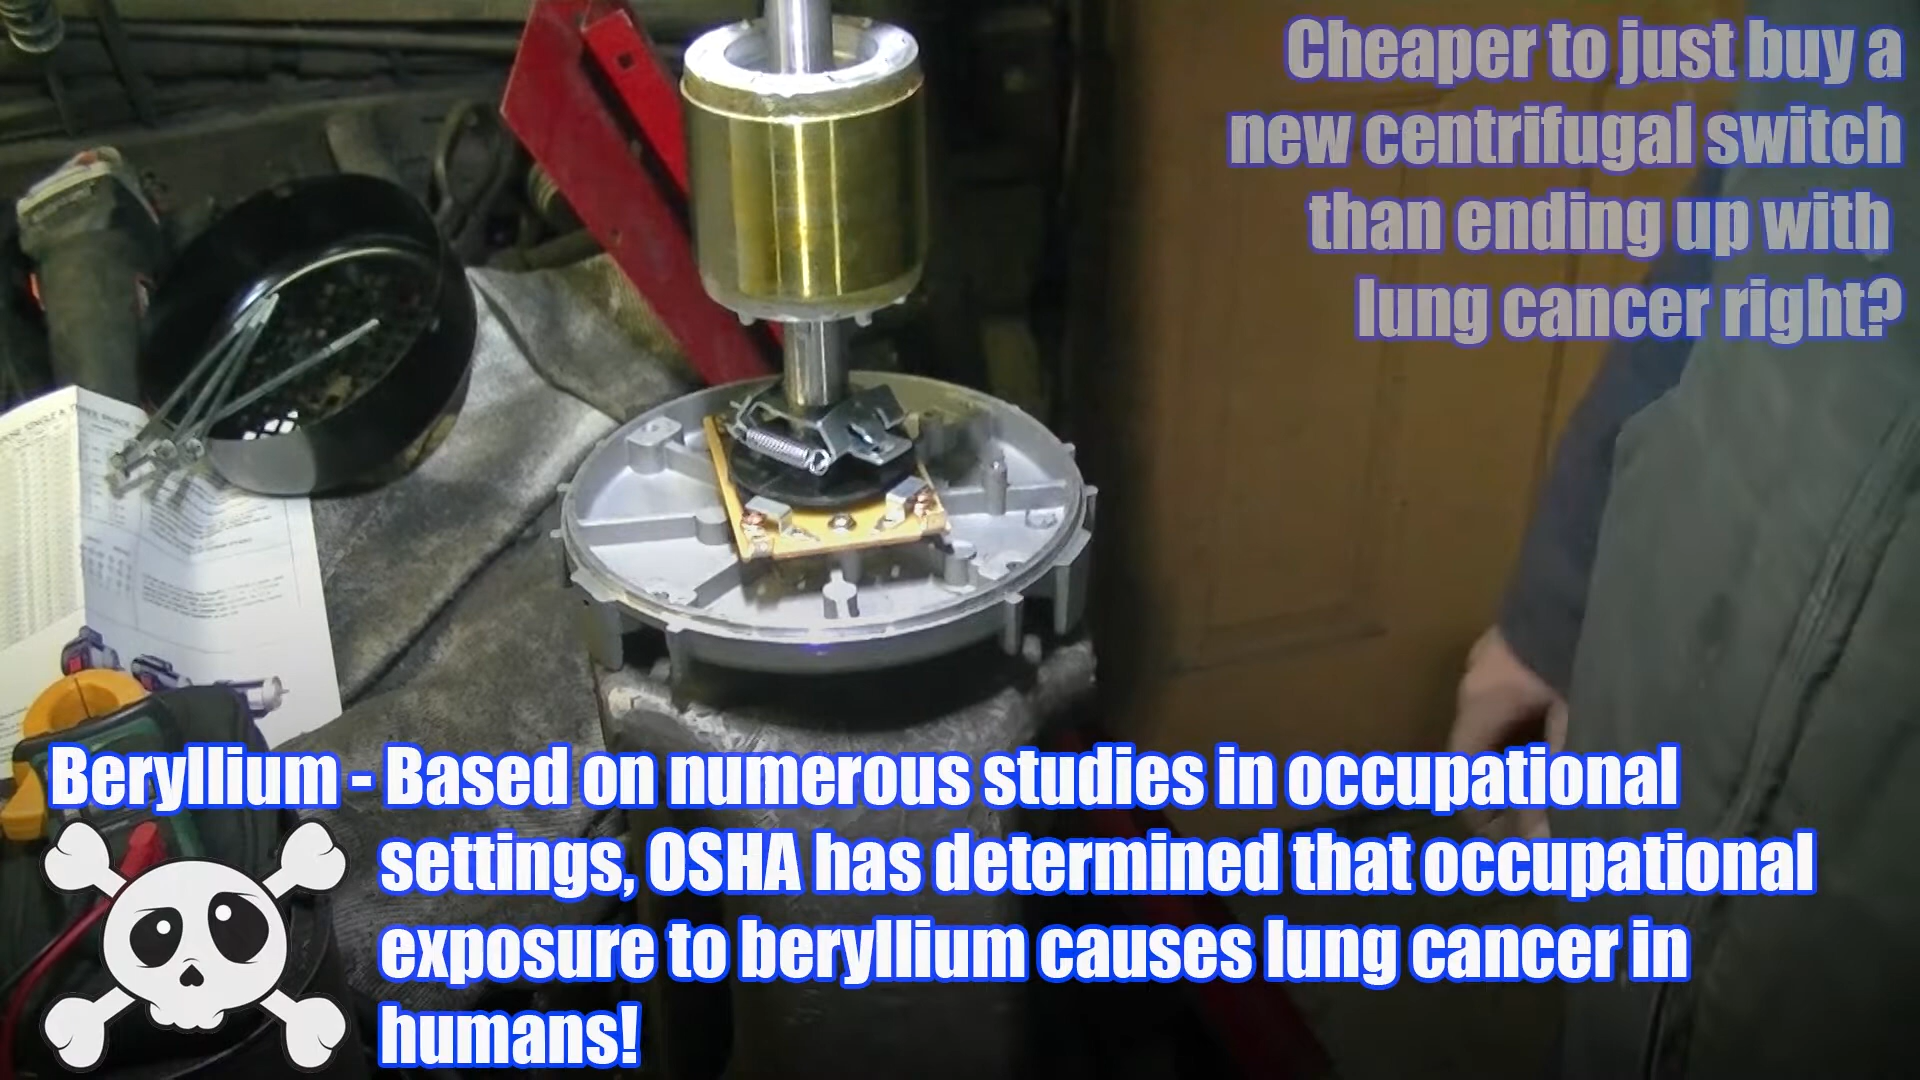 Cheaper to just buy a
new centrifugal switch
than ending up with
lung cancer right?
Beryllium - Based on numerous studies in occupational
settings, OSHA has determined that occupational
exposure to beryllium causes lung cancer in
humans!